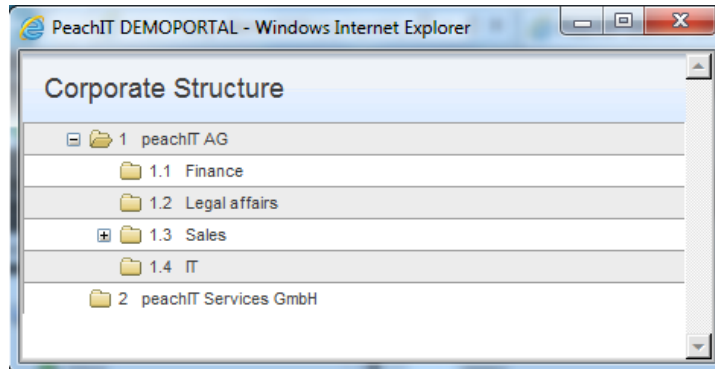 PeachIT DEMOPORTAL - Windows Internet Explorer
Corporate Structure
1 peachIT AG
1.1 Finance
1.2 Legal affairs
1.3 Sales
1.4 IT
2 peachIT Services GmbH